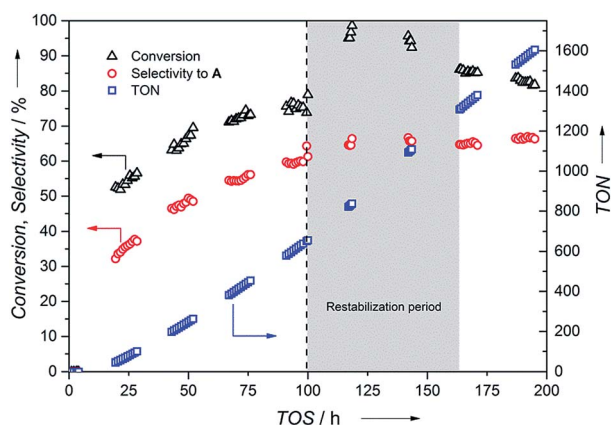 Conversion, Selectivity / %
100
90
80
70
60
50
40
30
20
10
0
Conversion
Selectivity to A
TON
Restabilization period
TON
1600
1400
1200
1000
800
600
400
200
0
0 25 50 75 100 125 150 175 200
TOS / h